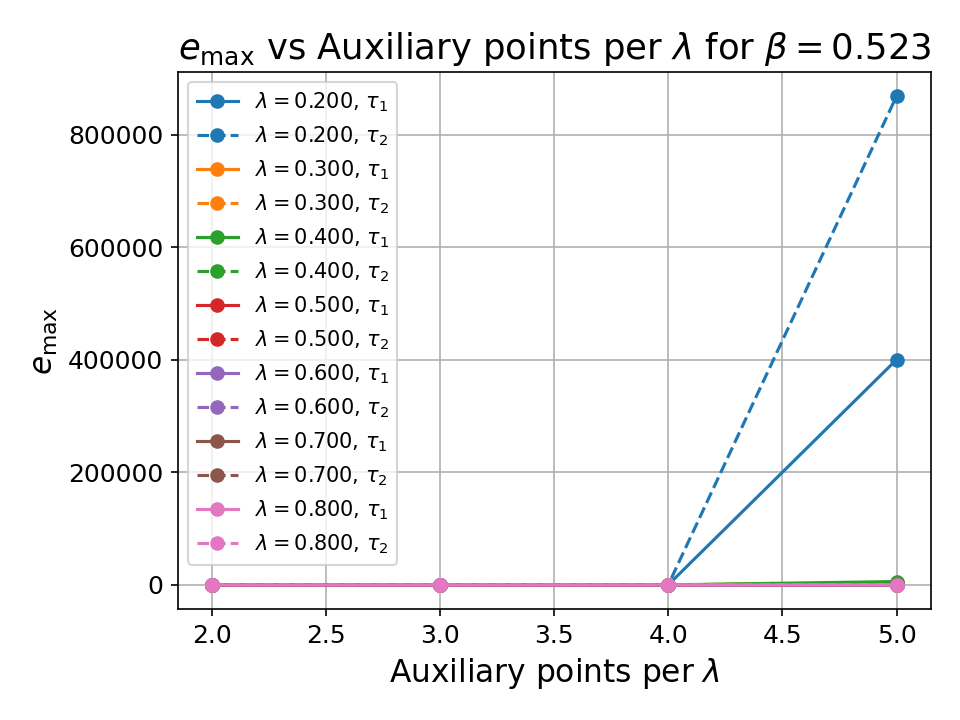 e_max vs Auxiliary points per λ for β = 0.523
λ = 0.200, τ₁
λ = 0.200, τ₂
λ = 0.300, τ₁
λ = 0.300, τ₂
λ = 0.400, τ₁
λ = 0.400, τ₂
λ = 0.500, τ₁
λ = 0.500, τ₂
λ = 0.600, τ₁
λ = 0.600, τ₂
λ = 0.700, τ₁
λ = 0.700, τ₂
λ = 0.800, τ₁
λ = 0.800, τ₂
e_max
800000
600000
400000
200000
0
2.0 2.5 3.0 3.5 4.0 4.5 5.0
Auxiliary points per λ